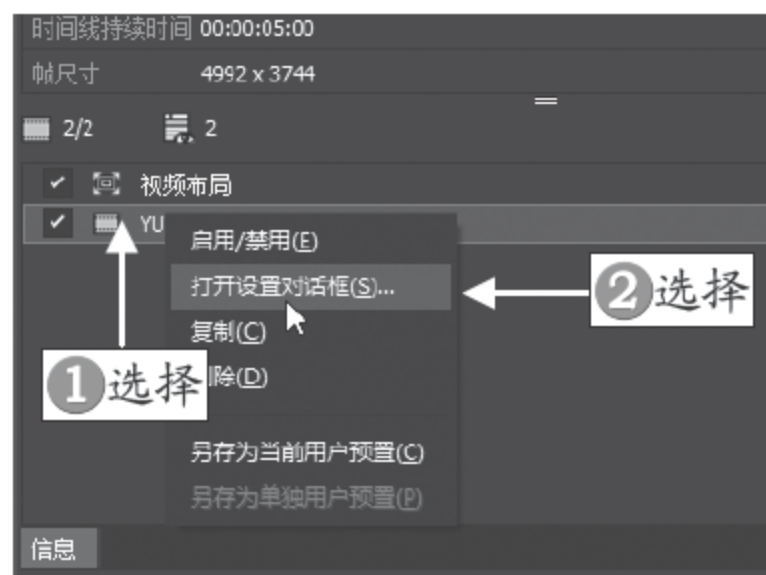 时间线持续时间 00:00:05:00
帧尺寸 4992 x 3744
2/2 2
视频布局
YU
启用/禁用(E)
打开设置对话框(S)...
2选择
复制(C)
1选择
除(D)
另存为当前用户预置(C)
另存为单独用户预置(P)
信息